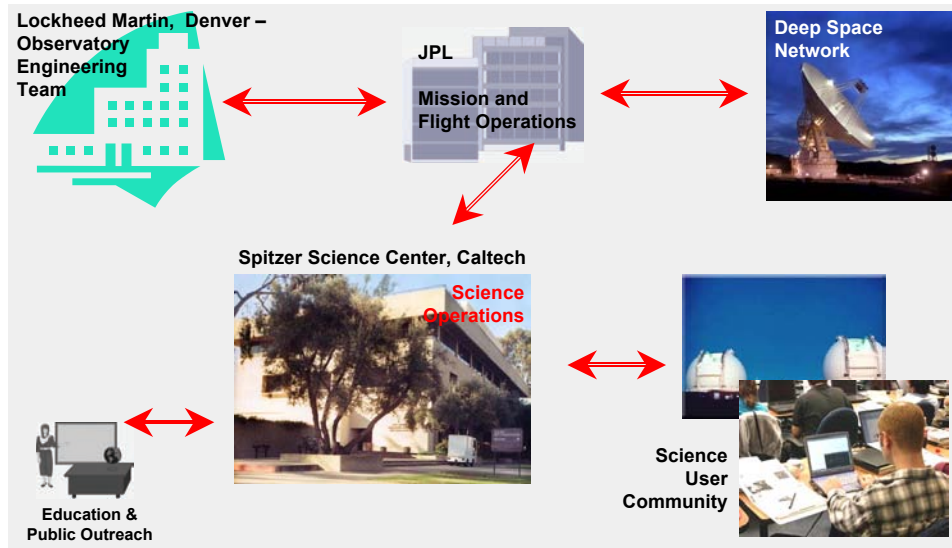 Lockheed Martin, Denver –
Observatory
Engineering
Team
JPL
Mission and
Flight Operations
Deep Space
Network
Spitzer Science Center, Caltech
Science
Operations
Science
User
Community
Education &
Public Outreach